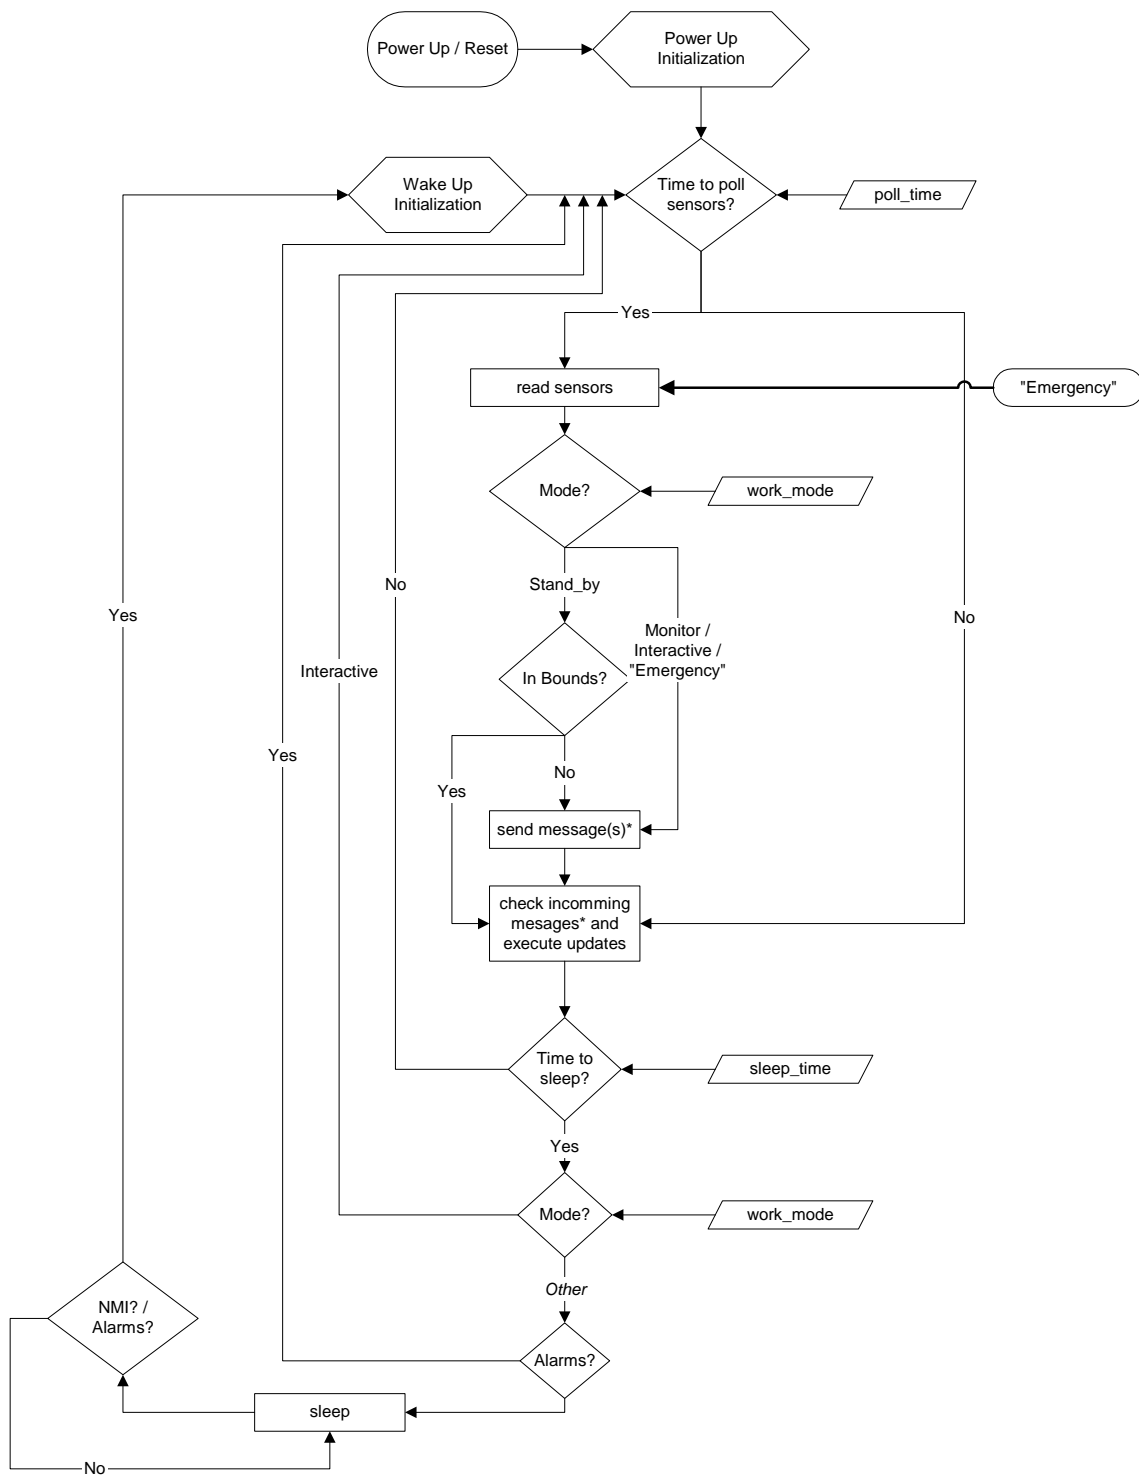 Power Up / Reset
Power Up
Initialization
Wake Up
Initialization
Time to poll
sensors?
poll_time
Yes
read sensors
"Emergency"
Mode?
work_mode
No
Stand_by
Yes
No
Monitor /
Interactive /
"Emergency"
Interactive
In Bounds?
Yes
No
Yes
send message(s)*
check incomming
mesages* and
execute updates
Time to
sleep?
sleep_time
Yes
Mode?
work_mode
Other
NMI? /
Alarms?
Alarms?
sleep
No